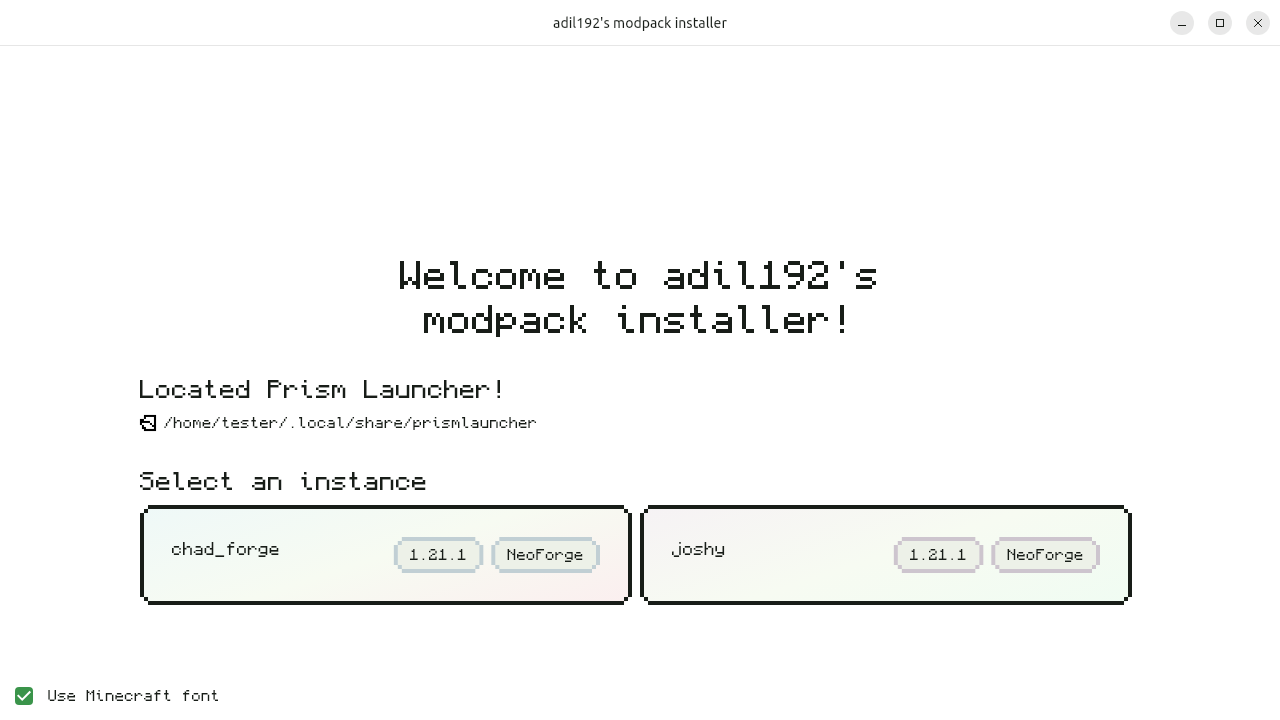 adil192's modpack installer
Welcome to adil192's
modpack installer!
Located Prism Launcher!
/home/tester/.local/share/prismlauncher
Select an instance
chad_forge 1.21.1 NeoForge
joshy 1.21.1 NeoForge
Use Minecraft font